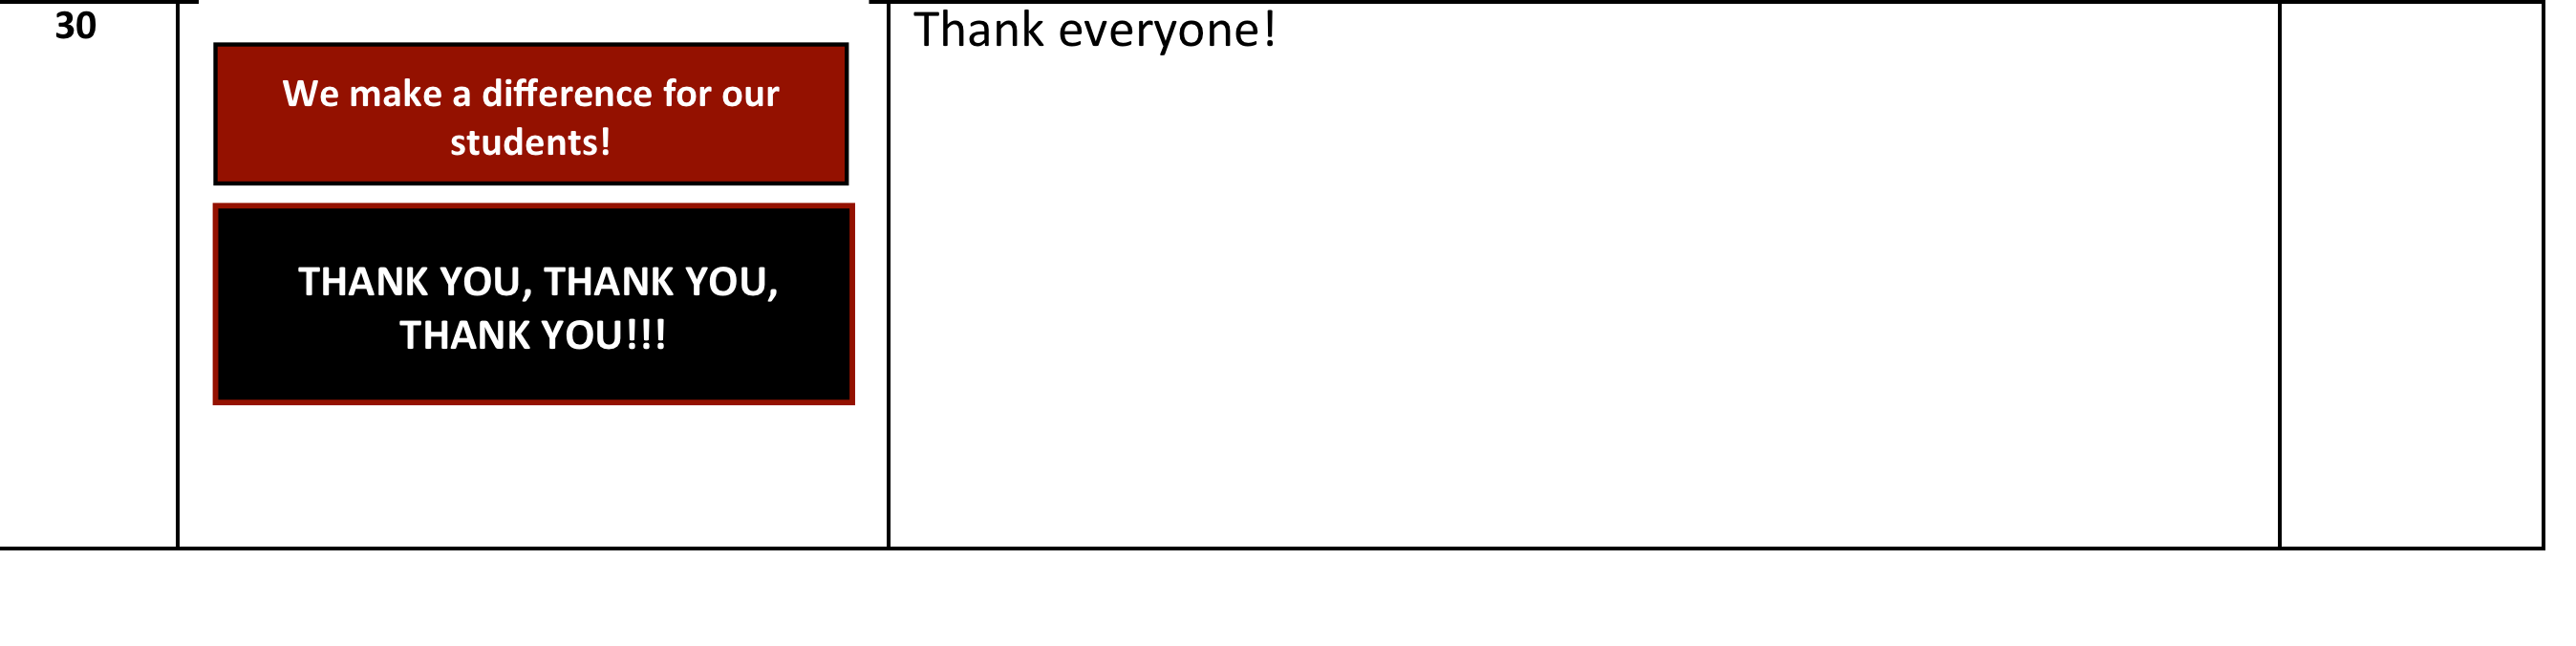 30
We make a difference for our
students!
THANK YOU, THANK YOU,
THANK YOU!!!
Thank everyone!